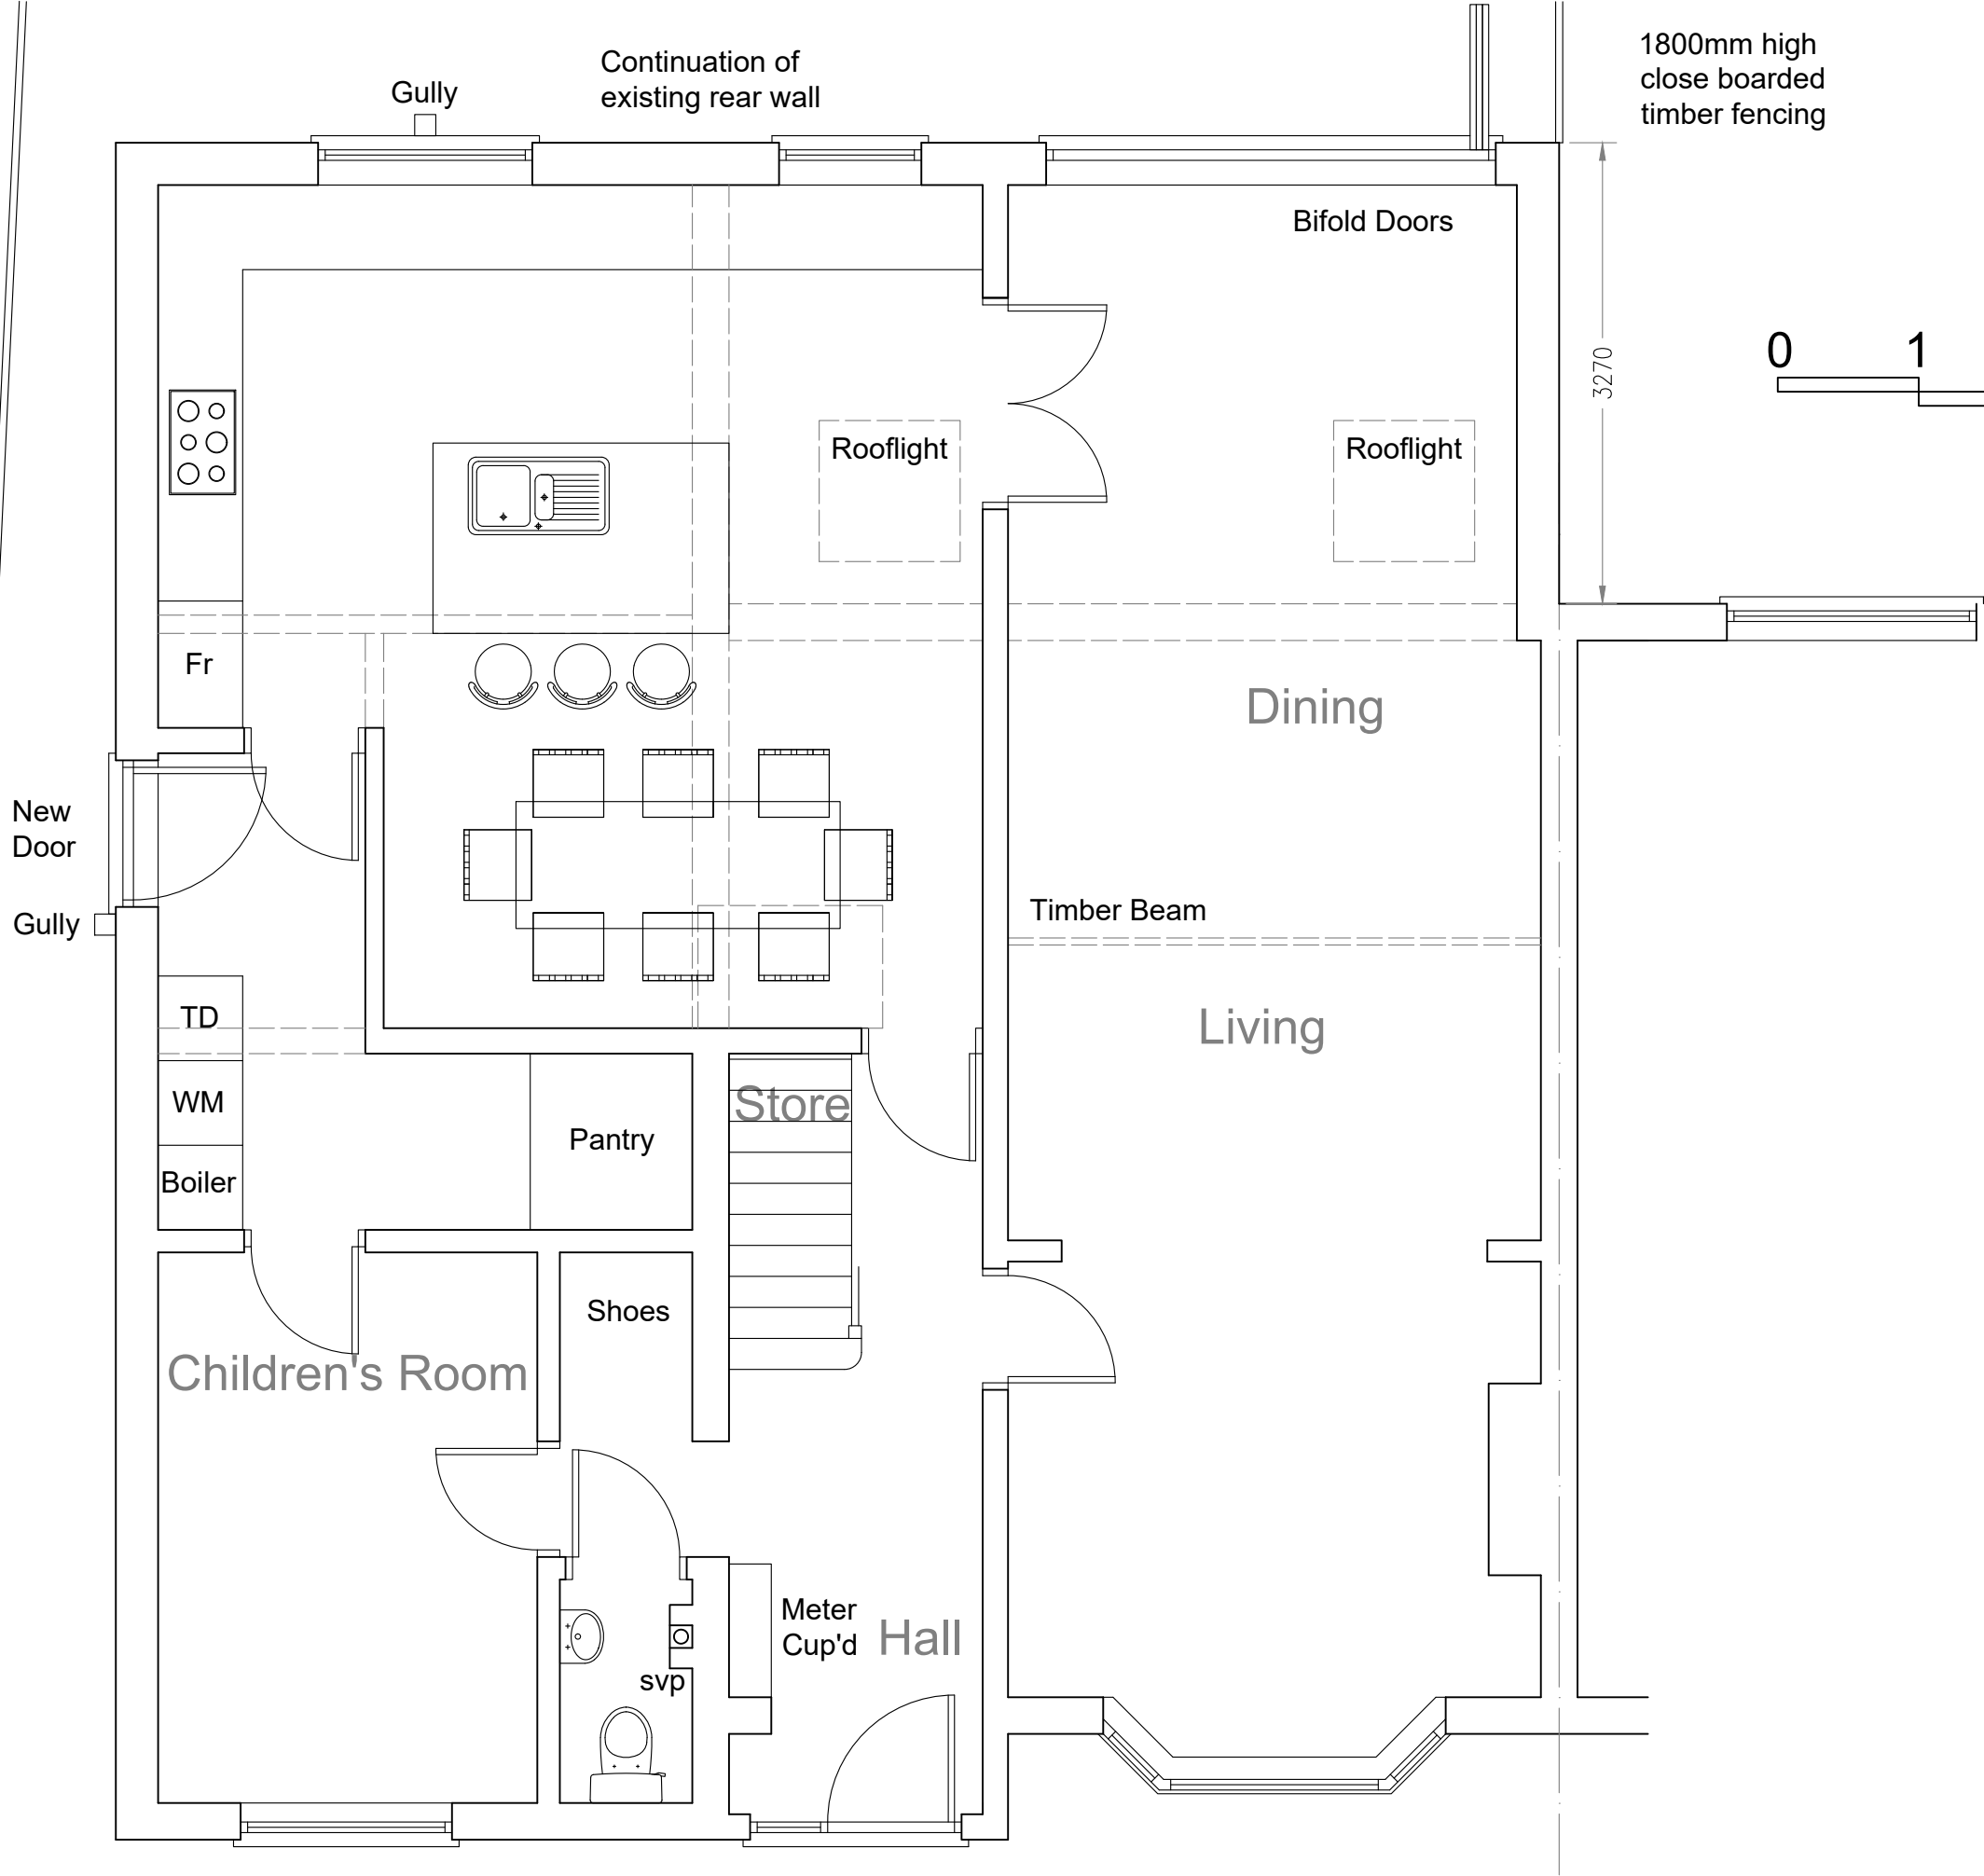 1800mm high
close boarded
timber fencing
Continuation of
existing rear wall
Gully
Bifold Doors
0 1
3270
Rooflight
Rooflight
Fr
Dining
New
Door
Gully
Timber Beam
TD
Living
WM
Store
Pantry
Boiler
Shoes
Children's Room
Meter
Cup'd
Hall
svp